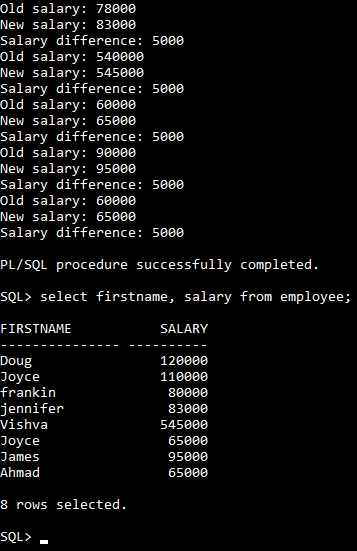 Old salary: 78000
New salary: 83000
Salary difference: 5000
Old salary: 540000
New salary: 545000
Salary difference: 5000
Old salary: 60000
New salary: 65000
Salary difference: 5000
Old salary: 90000
New salary: 95000
Salary difference: 5000
Old salary: 60000
New salary: 65000
Salary difference: 5000

PL/SQL procedure successfully completed.

SQL> select firstname, salary from employee;

FIRSTNAME           SALARY
--------------- ----------
Doug                120000
Joyce               110000
frankin              80000
jennifer             83000
Vishva              545000
Joyce                65000
James                95000
Ahmad                65000

8 rows selected.

SQL> _